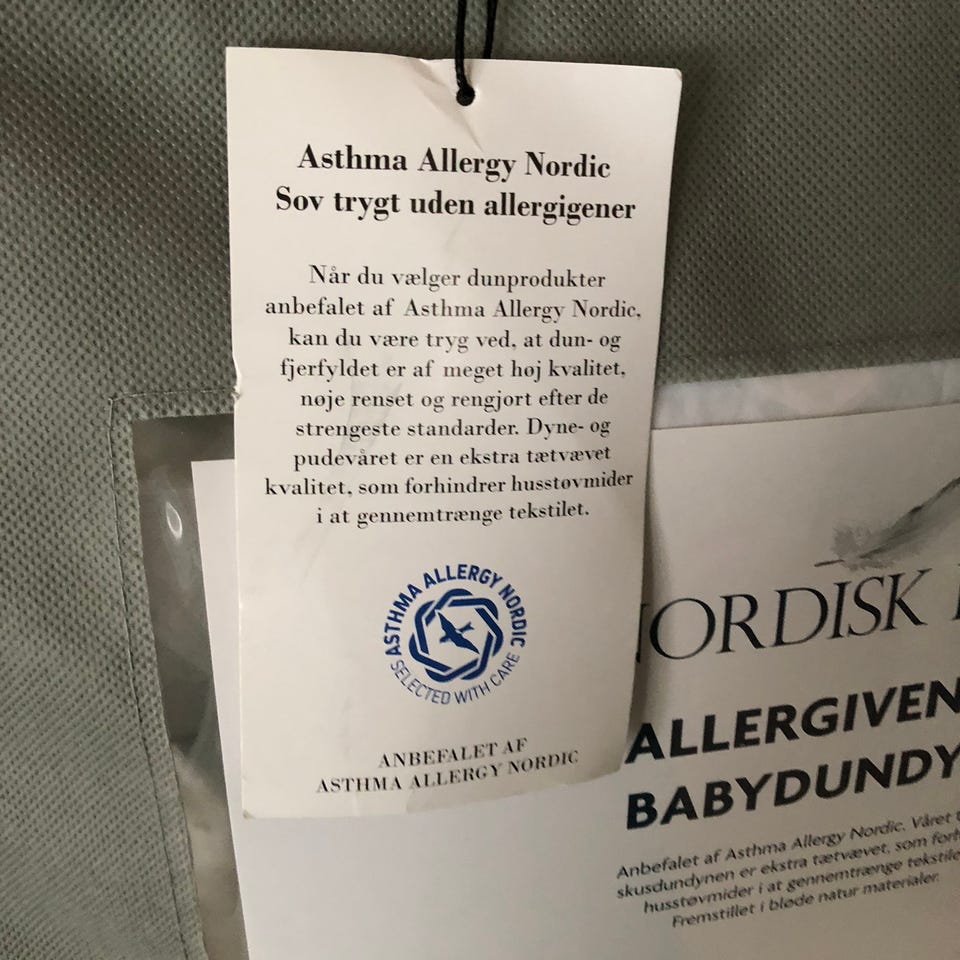 Asthma Allergy Nordic
Sov trygt uden allergigener
Når du vælger dunprodukter
anbefalet af Asthma Allergy Nordic,
kan du være tryg ved, at dun- og
fjerfyldet er af meget høj kvalitet,
nøje renset og rengjort efter de
strengeste standarder. Dyne- og
pudevåret er en ekstra tætvævet
kvalitet, som forhindrer husstøvmider
i at gennemtrænge tekstilet.
ASTHMA ALLERGY NORDIC
SELECTED WITH CARE
ANBEFALET AF
ASTHMA ALLERGY NORDIC
NORDISK
ALLERGIVEN
BABYDUNDY
Anbefalet af Asthma Allergy Nordic. Våret
skusdundynen er ekstra tætvævet, som
husstøvmider i at gennemtrænge
Fremstillet i bløde natur materialer.